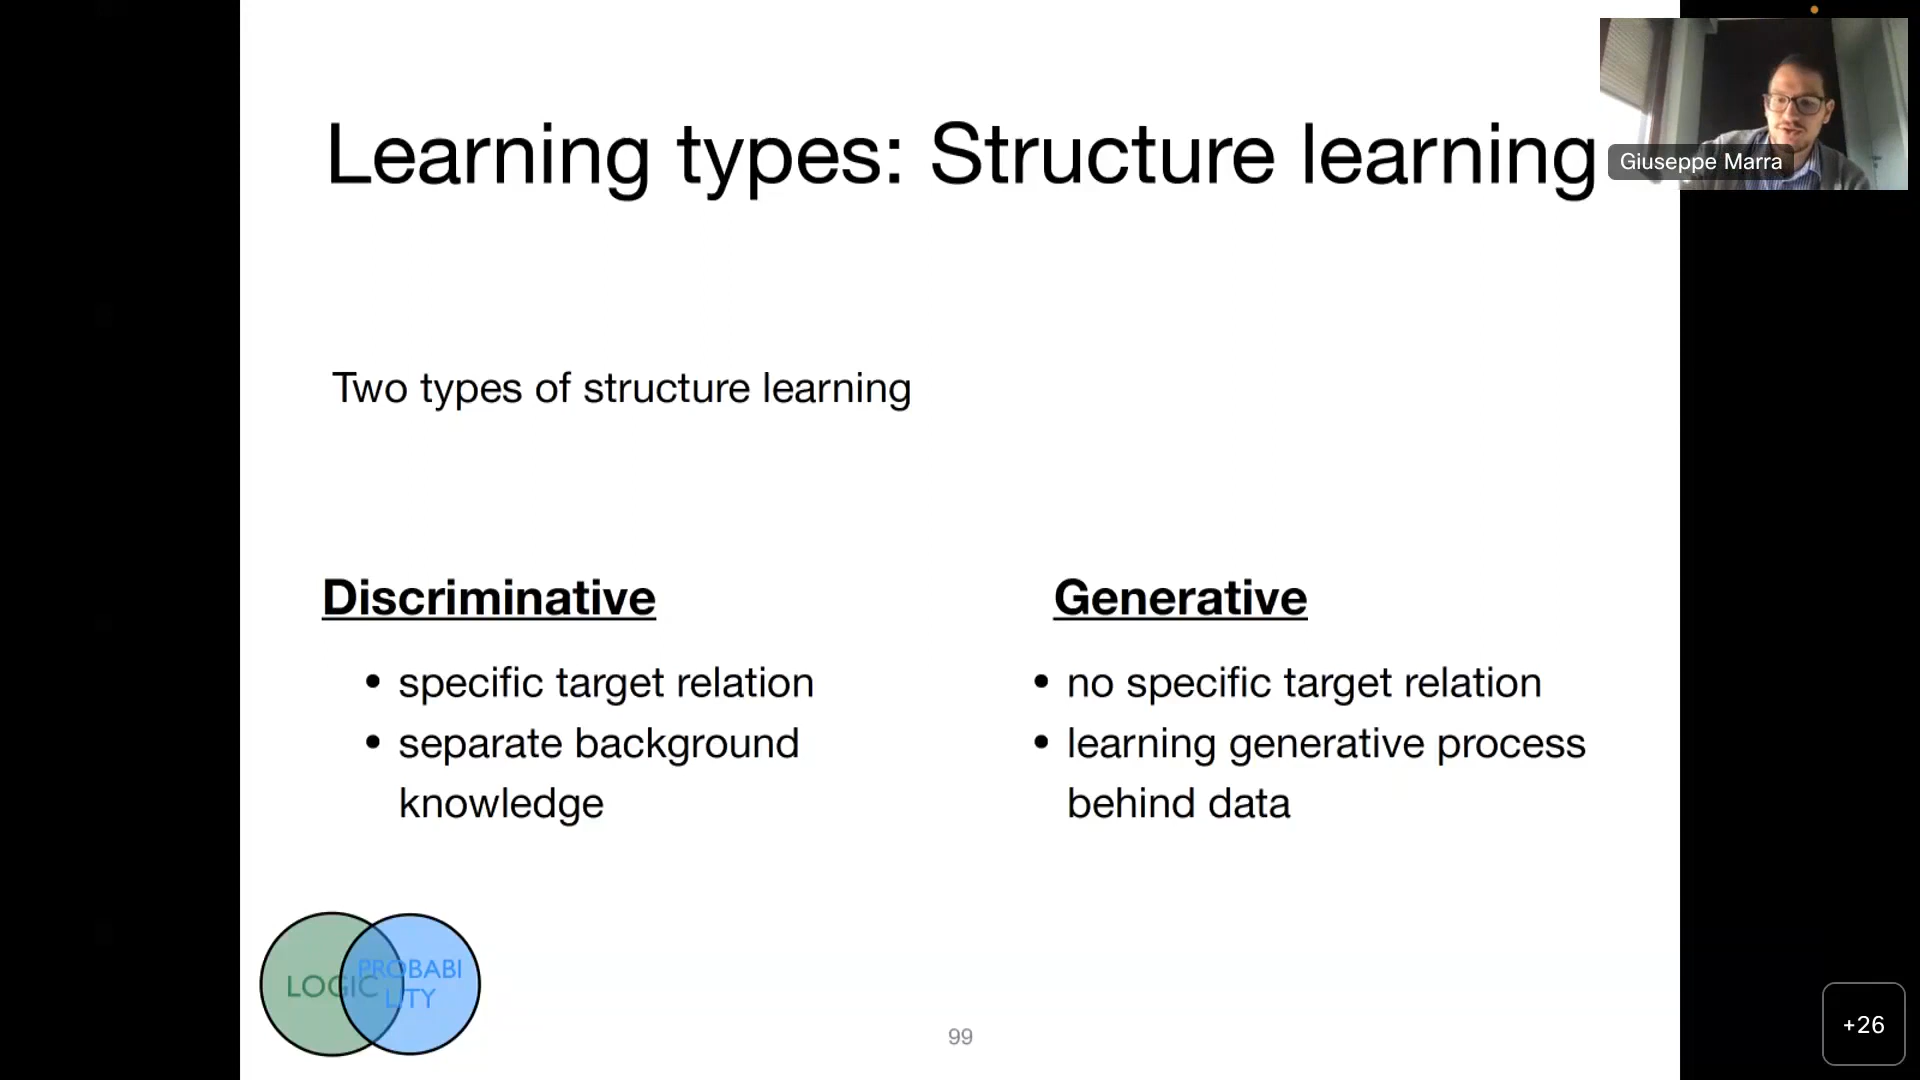 Learning types: Structure learning
Giuseppe Marra
Two types of structure learning
Discriminative
• specific target relation
• separate background
knowledge
Generative
• no specific target relation
• learning generative process
behind data
LOGIC
PROBABI
LITY
99
+26